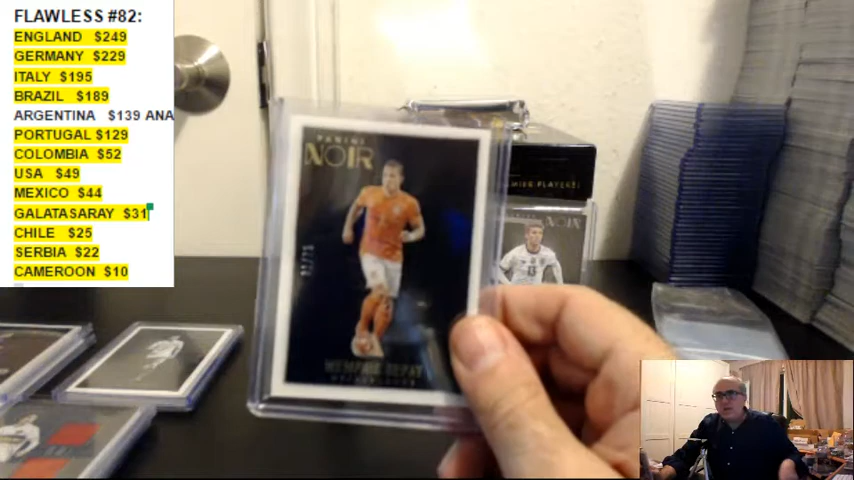 FLAWLESS #82:
ENGLAND $249
GERMANY $229
ITALY $195
BRAZIL $189
ARGENTINA $139 ANA
PORTUGAL $129
COLOMBIA $52
USA $49
MEXICO $44
GALATASARAY $31
CHILE $25
SERBIA $22
CAMEROON $10
PANINI
NOIR
MEMPHIS DEPAY
NOIR